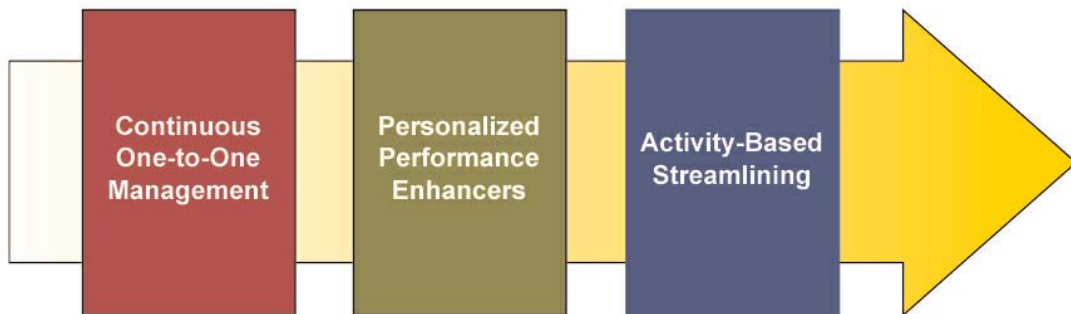 Continuous
One-to-One
Management
Personalized
Performance
Enhancers
Activity-Based
Streamlining